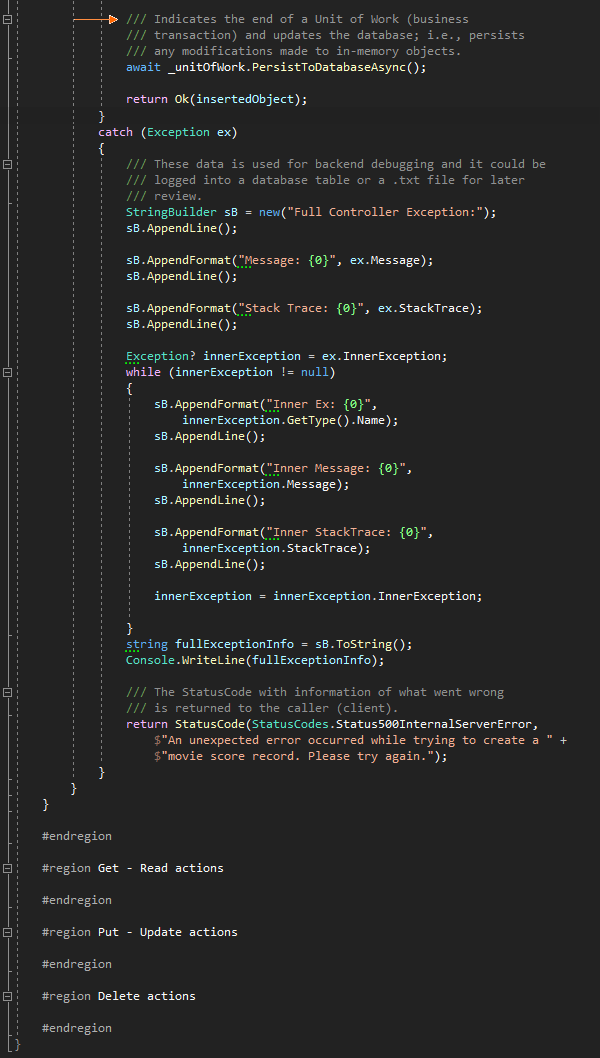 /// Indicates the end of a Unit of Work (business
/// transaction) and updates the database; i.e., persists
/// any modifications made to in-memory objects.
await _unitOfWork.PersistToDatabaseAsync();
return Ok(insertedObject);
}
catch (Exception ex)
{
/// These data is used for backend debugging and it could be
/// logged into a database table or a .txt file for later
/// review.
StringBuilder sB = new("Full Controller Exception:");
sB.AppendLine();
sB.AppendFormat("Message: {0}", ex.Message);
sB.AppendLine();
sB.AppendFormat("Stack Trace: {0}", ex.StackTrace);
sB.AppendLine();
Exception? innerException = ex.InnerException;
while (innerException != null)
{
sB.AppendFormat("Inner Ex: {0}",
innerException.GetType().Name);
sB.AppendLine();
sB.AppendFormat("Inner Message: {0}",
innerException.Message);
sB.AppendLine();
sB.AppendFormat("Inner StackTrace: {0}",
innerException.StackTrace);
sB.AppendLine();
innerException = innerException.InnerException;
}
string fullExceptionInfo = sB.ToString();
Console.WriteLine(fullExceptionInfo);
/// The StatusCode with information of what went wrong
/// is returned to the caller (client).
return StatusCode(StatusCodes.Status500InternalServerError,
$"An unexpected error occurred while trying to create a " +
$"movie score record. Please try again.");
}
}
}
#endregion
#region Get - Read actions
#endregion
#region Put - Update actions
#endregion
#region Delete actions
#endregion
}